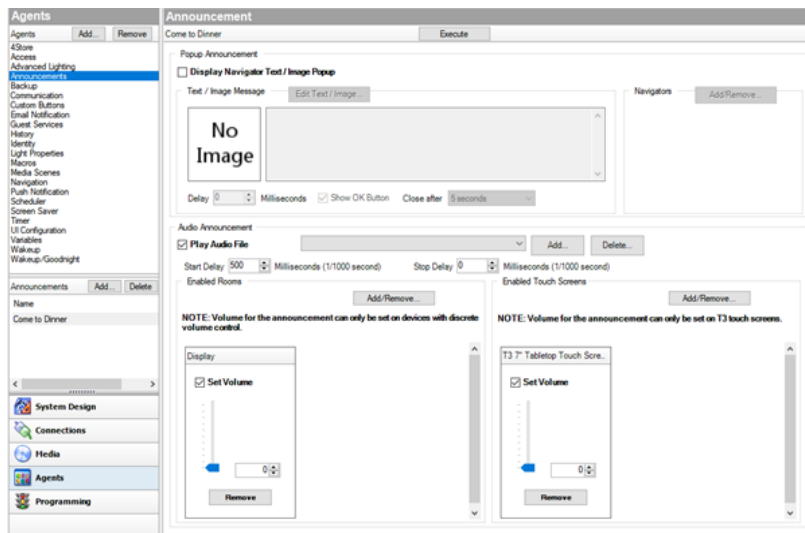 Agents
Agents Add... Remove
4Store
Access
Advanced Lighting
Announcements
Backup
Communication
Custom Buttons
Email Notification
Guest Services
History
Identity
Light Properties
Macros
Media Scenes
Navigation
Push Notification
Scheduler
Screen Saver
Timer
UI Configuration
Variables
Wakeup
Wakeup/Goodnight
Announcements Add... Delete
Name
Come to Dinner
System Design
Connections
Media
Agents
Programming
Announcement
Come to Dinner Execute
Popup Announcement
Display Navigator Text / Image Popup
Text / Image Message Edit Text / Image...
No
Image
Delay 0 Milliseconds Show OK Button Close after 5 seconds
Navigators Add/Remove...
Audio Announcement
Play Audio File Add... Delete...
Start Delay 500 Milliseconds (1/1000 second) Stop Delay 0 Milliseconds (1/1000 second)
Enabled Rooms
Add/Remove...
NOTE: Volume for the announcement can only be set on devices with discrete
volume control.
Display
Set Volume
0
Remove
Enabled Touch Screens
Add/Remove...
NOTE: Volume for the announcement can only be set on T3 touch screens.
T3 7" Tabletop Touch Scre..
Set Volume
0
Remove